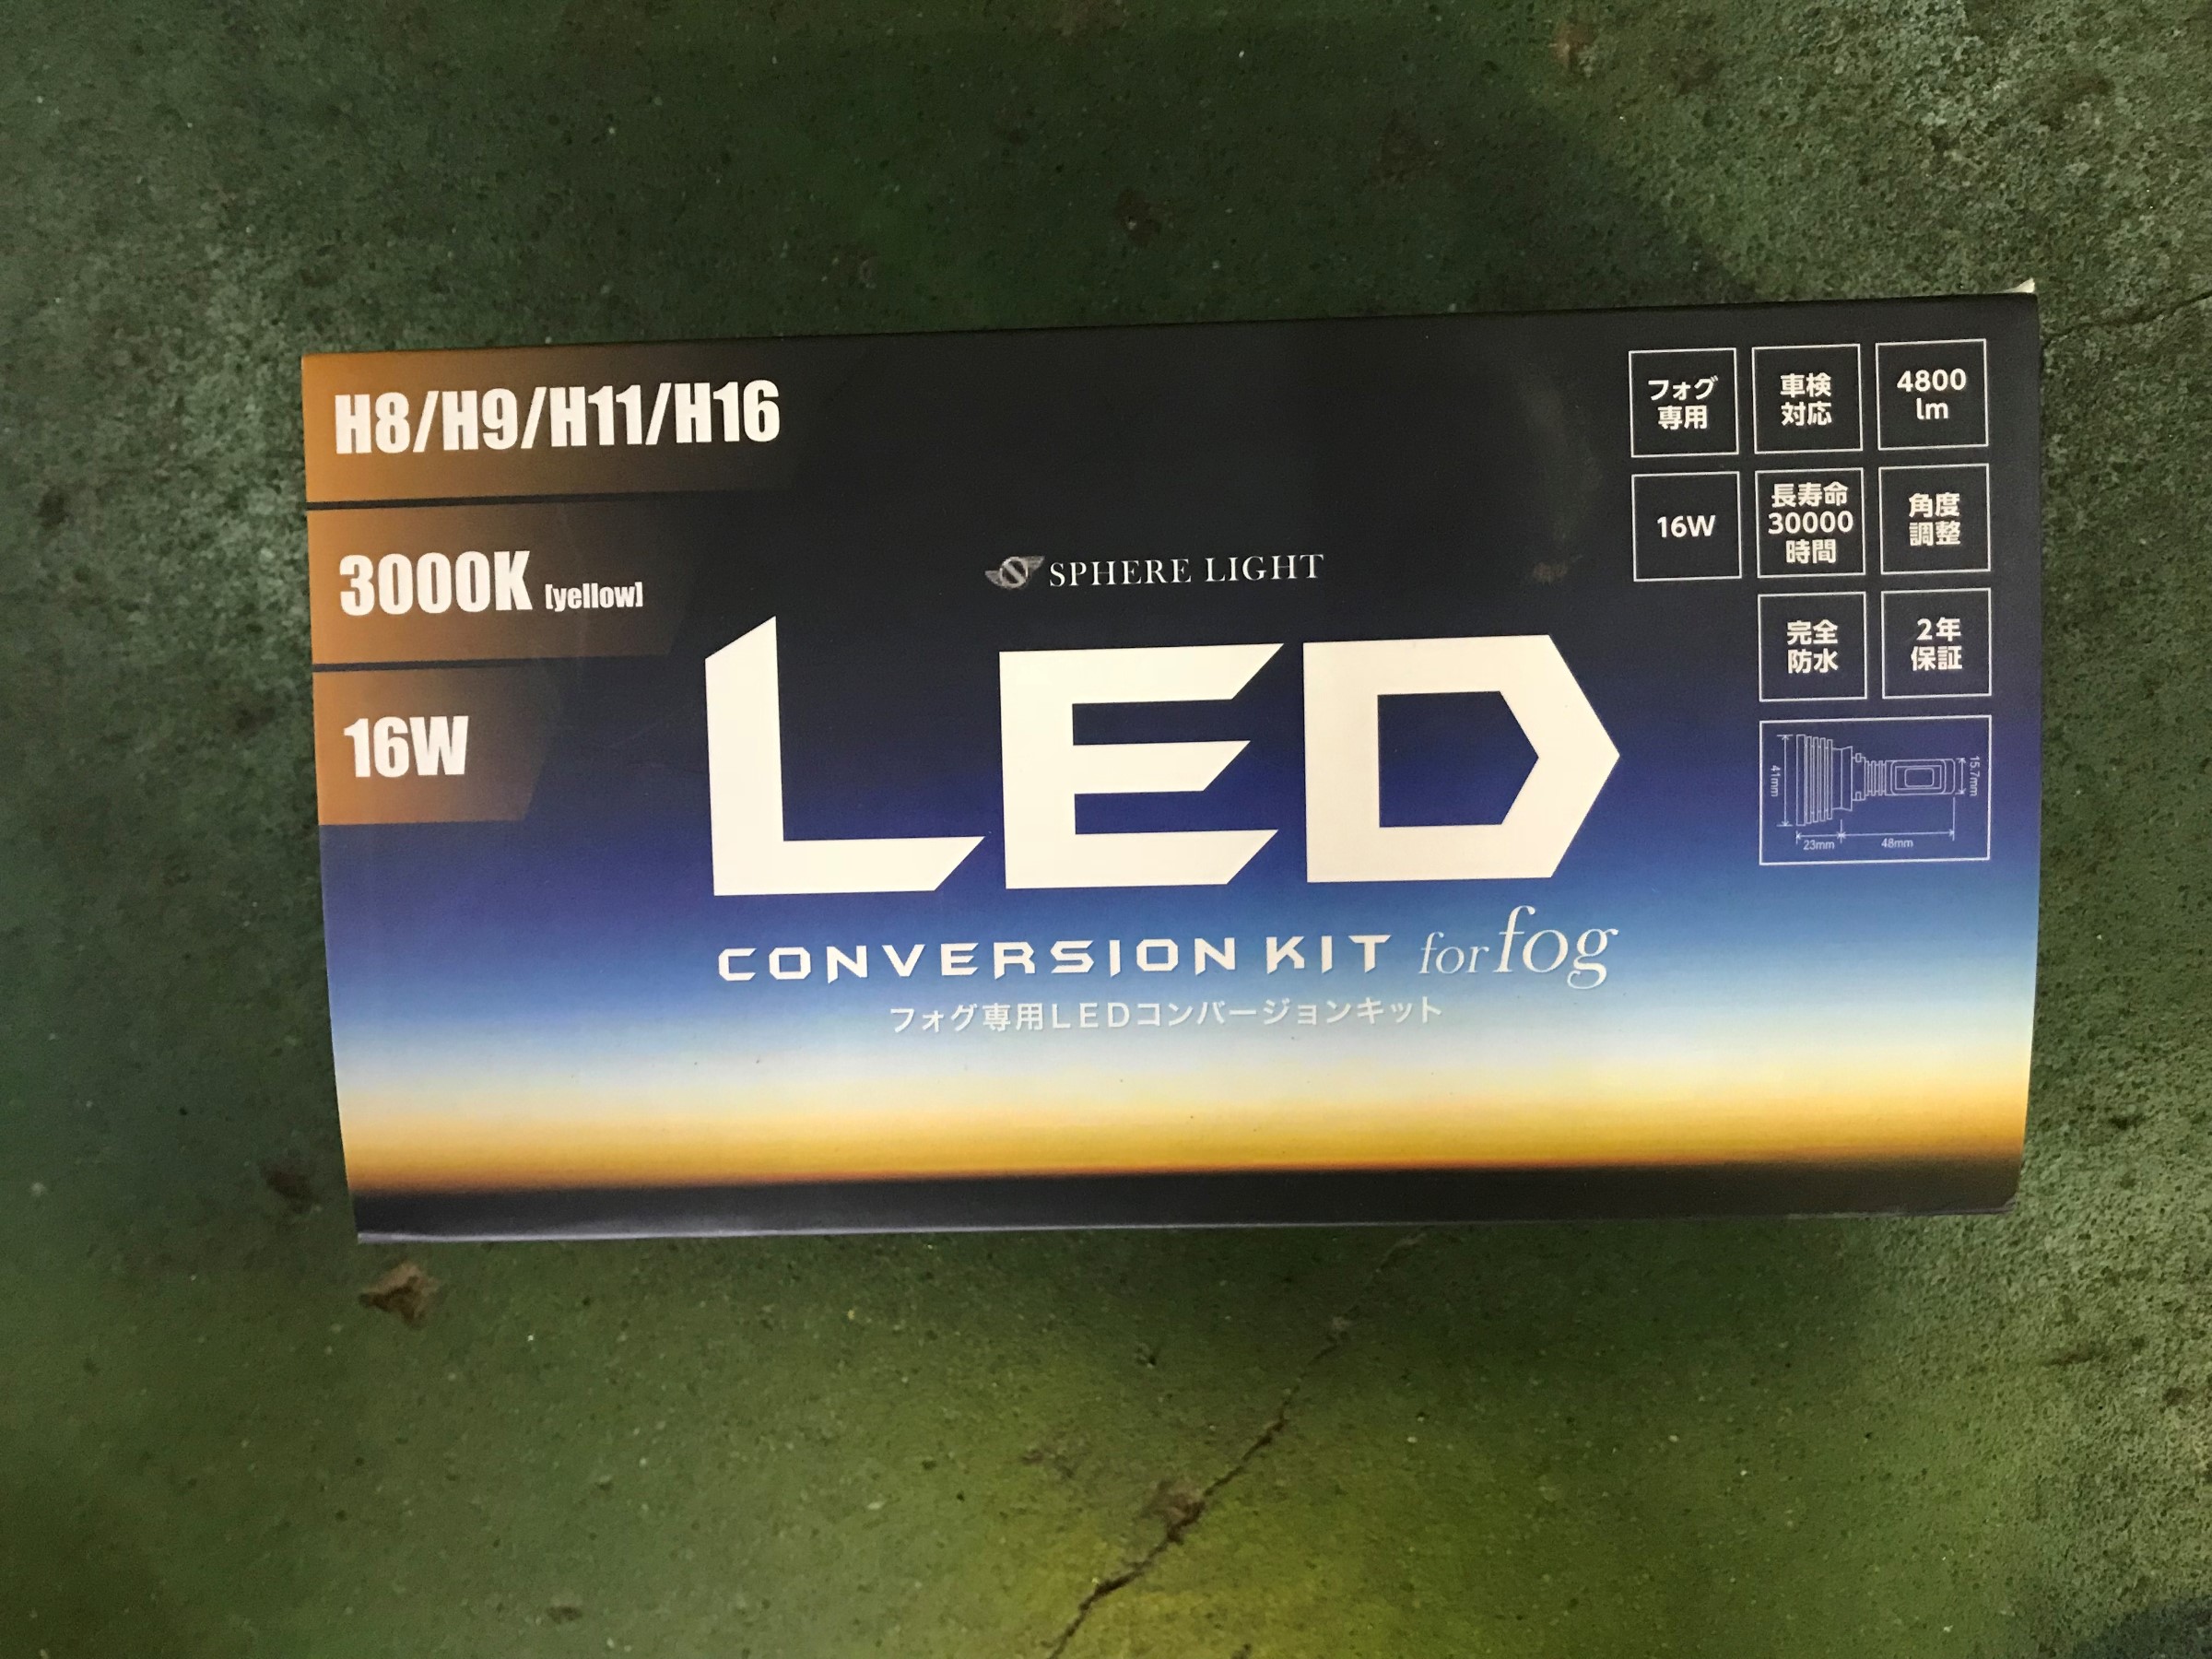 H8/H9/H11/H16
3000K [yellow]
16W
SPHERE LIGHT
LED
CONVERSION KIT for fog
フォグ専用LEDコンバージョンキット
フォグ
専用
車検
対応
4800
lm
16W
長寿命
30000
時間
角度
調整
完全
防水
2年
保証
41mm
15.7mm
23mm
48mm